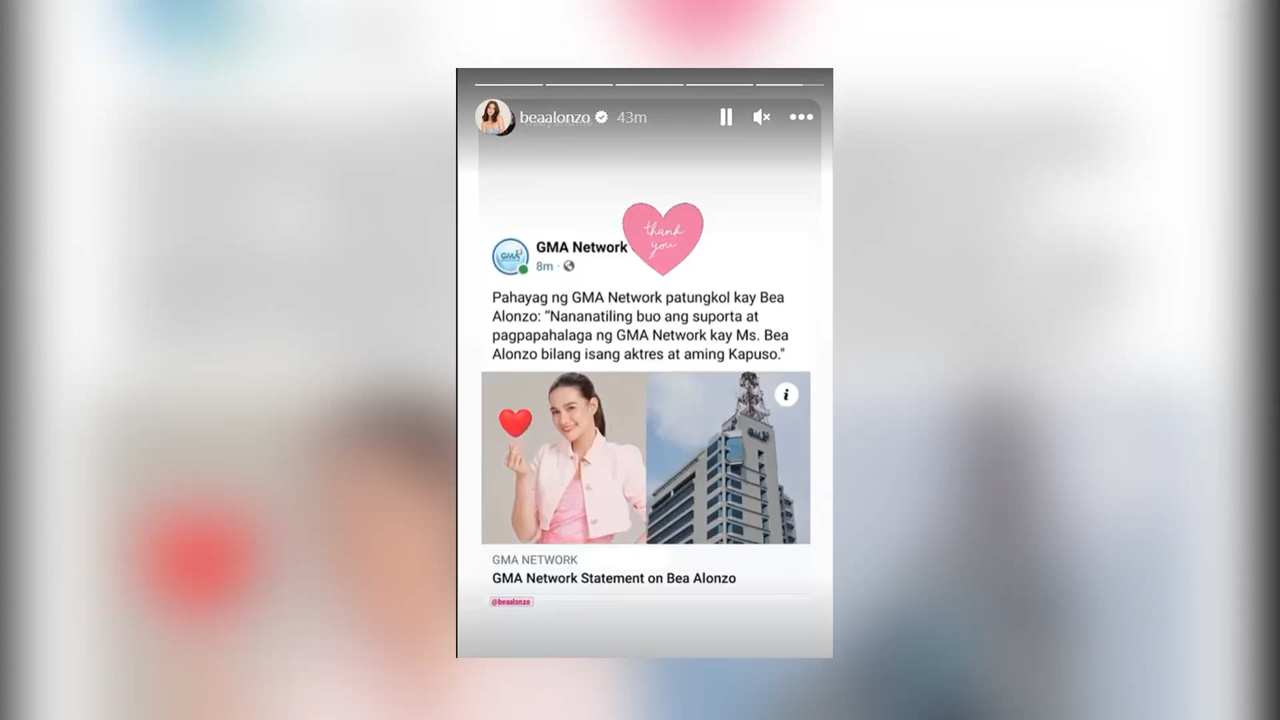 beaalonzo 43m
thank
you
GMA Network
8m ·
Pahayag ng GMA Network patungkol kay Bea
Alonzo: “Nananatiling buo ang suporta at
pagpapahalaga ng GMA Network kay Ms. Bea
Alonzo bilang isang aktres at aming Kapuso."
GMA NETWORK
GMA Network Statement on Bea Alonzo
@beaalonzo